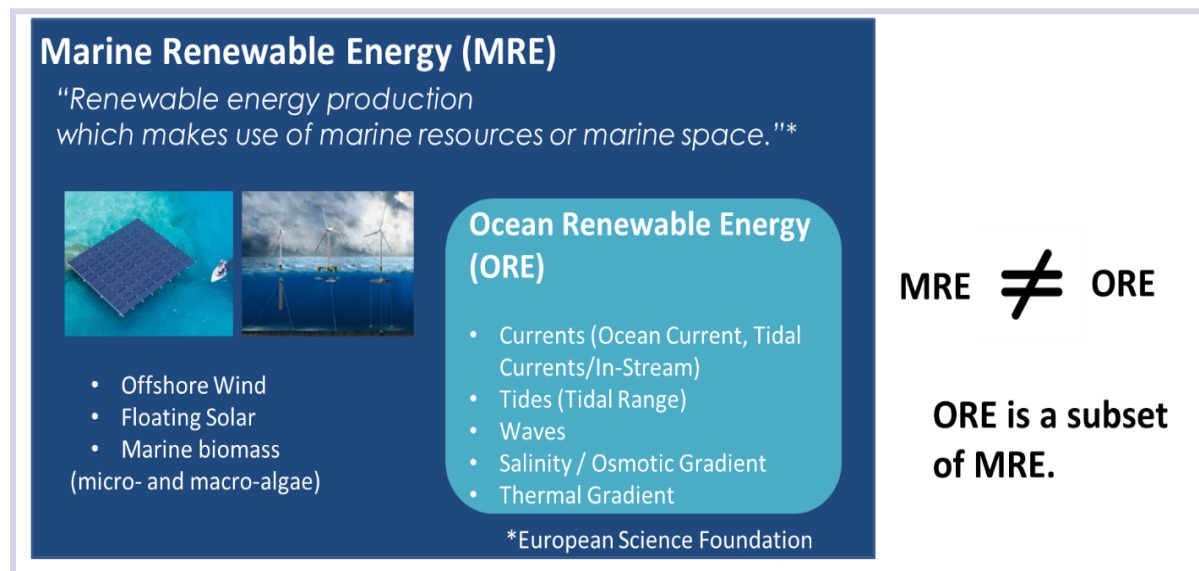 Marine Renewable Energy (MRE)
“Renewable energy production
which makes use of marine resources or marine space.”*
• Offshore Wind
• Floating Solar
• Marine biomass
(micro- and macro-algae)
Ocean Renewable Energy
(ORE)
• Currents (Ocean Current, Tidal
Currents/In-Stream)
• Tides (Tidal Range)
• Waves
• Salinity / Osmotic Gradient
• Thermal Gradient
*European Science Foundation
MRE ≠ ORE
ORE is a subset
of MRE.